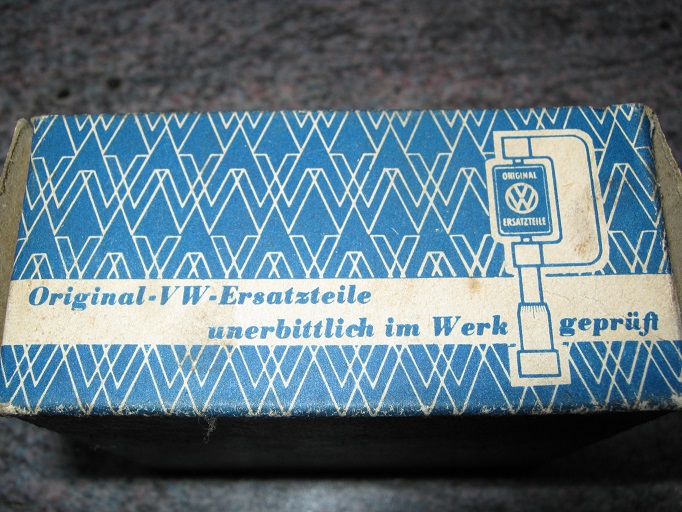 ORIGINAL
VW
ERSATZTEILE
Original-VW-Ersatzteile
unerbittlich im Werk geprüft